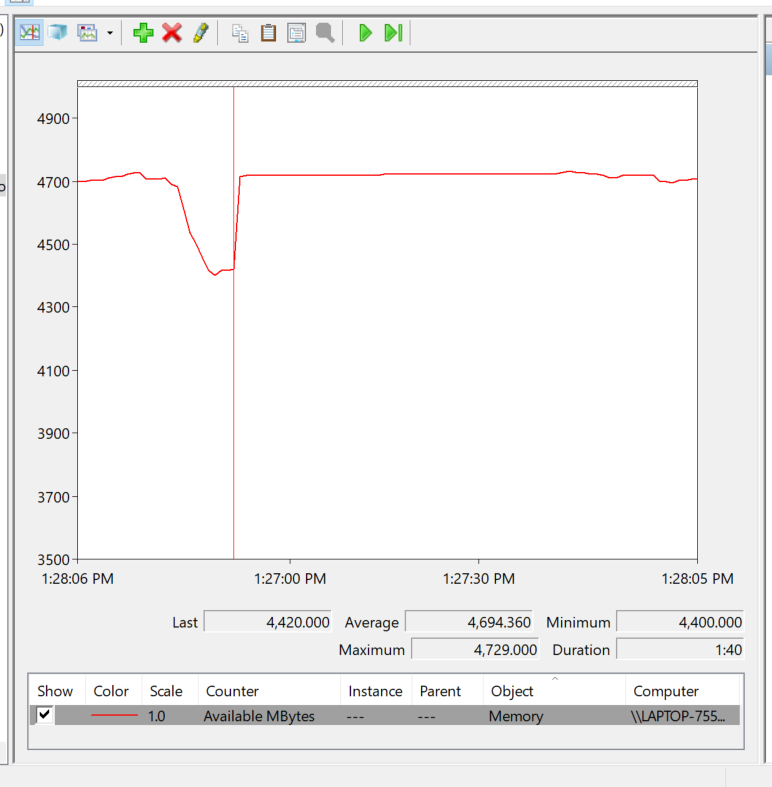 )
4900
4700
o
4500
4300
4100
3900
3700
3500
1:28:06 PM 1:27:00 PM 1:27:30 PM 1:28:05 PM
Last 4,420.000 Average 4,694.360 Minimum 4,400.000
Maximum 4,729.000 Duration 1:40
Show Color Scale Counter Instance Parent Object Computer
1.0 Available MBytes --- --- Memory \\LAPTOP-755...